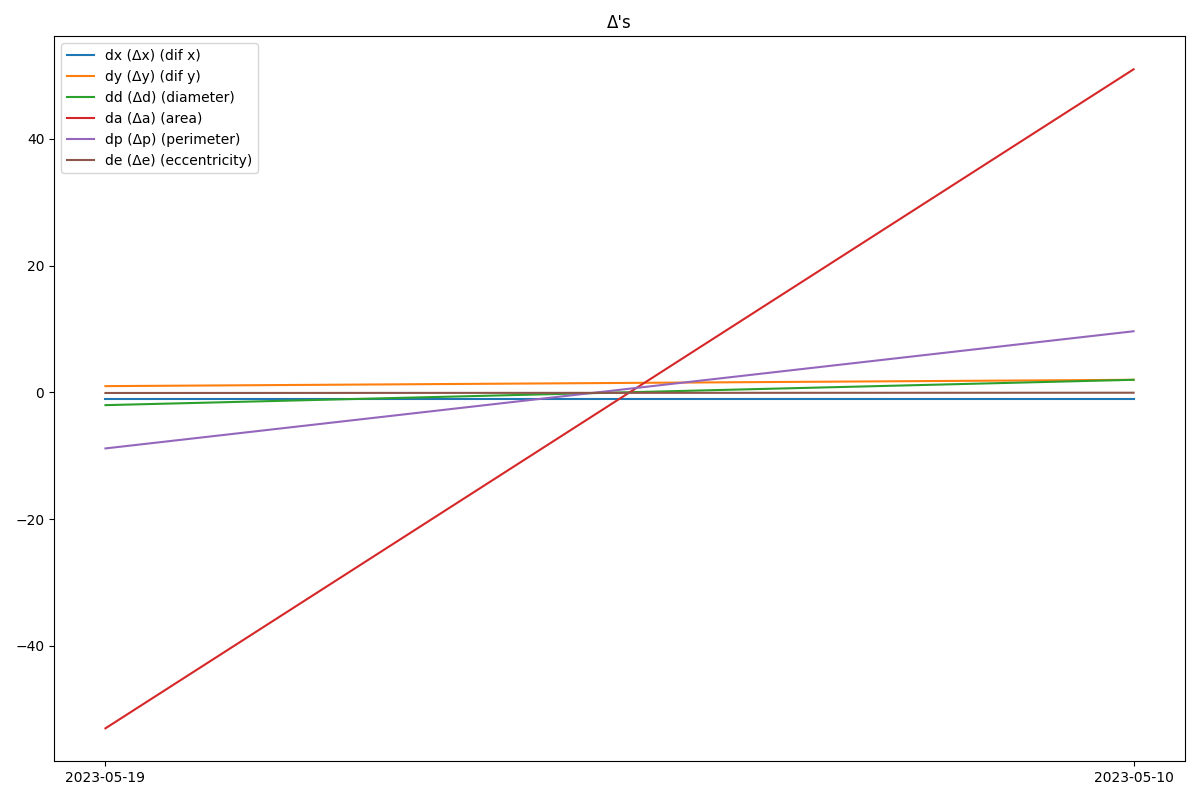 Δ's
dx (Δx) (dif x)
dy (Δy) (dif y)
dd (Δd) (diameter)
da (Δa) (area)
dp (Δp) (perimeter)
de (Δe) (eccentricity)
40
20
0
−20
−40
2023-05-19 2023-05-10